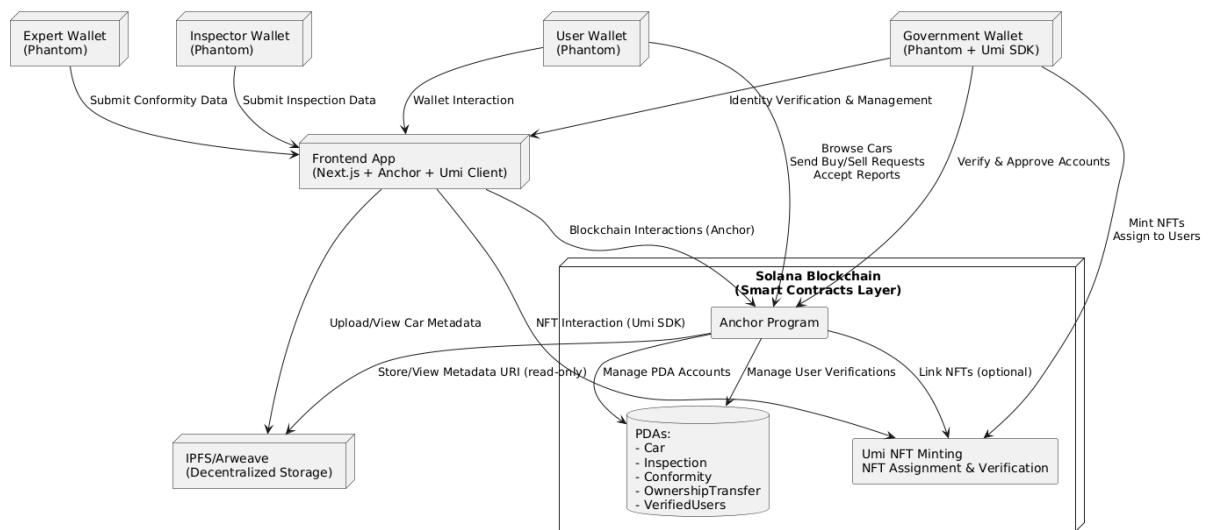 Expert Wallet
(Phantom)
Inspector Wallet
(Phantom)
User Wallet
(Phantom)
Government Wallet
(Phantom + Umi SDK)
Submit Conformity Data
Submit Inspection Data
Wallet Interaction
Identity Verification & Management
Frontend App
(Next.js + Anchor + Umi Client)
Browse Cars
Send Buy/Sell Requests
Accept Reports
Verify & Approve Accounts
Mint NFTs
Assign to Users
Blockchain Interactions (Anchor)
Solana Blockchain
(Smart Contracts Layer)
Anchor Program
Upload/View Car Metadata
NFT Interaction (Umi SDK)
Store/View Metadata URI (read-only)
Manage PDA Accounts
Manage User Verifications
Link NFTs (optional)
IPFS/Arweave
(Decentralized Storage)
PDAs:
- Car
- Inspection
- Conformity
- OwnershipTransfer
- VerifiedUsers
Umi NFT Minting
NFT Assignment & Verification